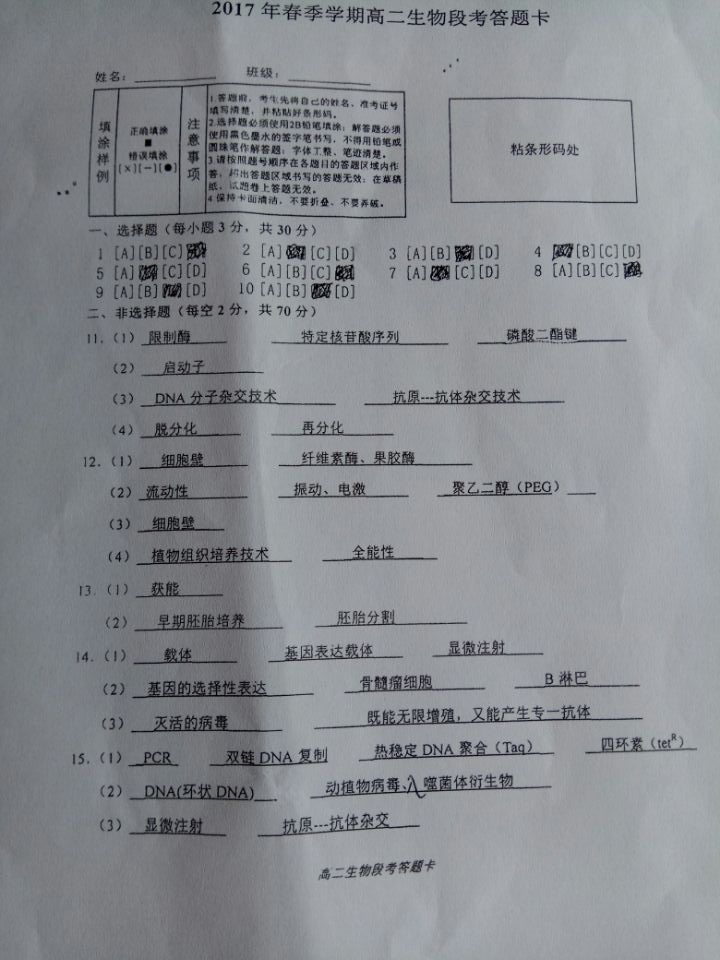 2017 年春季学期高二生物段考答题卡
姓名：__________ 班级：__________
填涂样例
正确填涂
■
错误填涂
[×][—][●]
注意事项
1.答题前，考生先将自己的姓名、准考证号
填写清楚，并粘贴好条形码。
2.选择题必须使用2B铅笔填涂；解答题必须
使用黑色墨水的签字笔书写，不得用铅笔或
圆珠笔作解答题；字体工整、笔迹清楚。
3.请按照题号顺序在各题目的答题区域内作
答，超出答题区域书写的答题无效；在草稿
纸、试题卷上答题无效。
4.保持卡面清洁，不要折叠、不要弄破。
粘条形码处
一、选择题（每小题 3 分，共 30 分）
1 [A][B][C] 2 [A] [C][D] 3 [A][B] [D] 4 [B][C][D]
5 [A] [C][D] 6 [A][B][C] 7 [A] [C][D] 8 [A][B][C]
9 [A][B] [D] 10 [A][B] [D]
二、非选择题（每空 2 分，共 70 分）
11.（1） 限制酶 特定核苷酸序列 磷酸二酯键
（2） 启动子
（3） DNA 分子杂交技术 抗原---抗体杂交技术
（4） 脱分化 再分化
12.（1） 细胞壁 纤维素酶、果胶酶
（2） 流动性 振动、电激 聚乙二醇（PEG）
（3） 细胞壁
（4） 植物组织培养技术 全能性
13.（1） 获能
（2） 早期胚胎培养 胚胎分割
14.（1） 载体 基因表达载体 显微注射
（2） 基因的选择性表达 骨髓瘤细胞 B 淋巴
（3） 灭活的病毒 既能无限增殖，又能产生专一抗体
15.（1） PCR 双链 DNA 复制 热稳定 DNA 聚合（Taq） 四环素（tetR）
（2） DNA(环状 DNA) 动植物病毒、λ噬菌体衍生物
（3） 显微注射 抗原---抗体杂交
高二生物段考答题卡